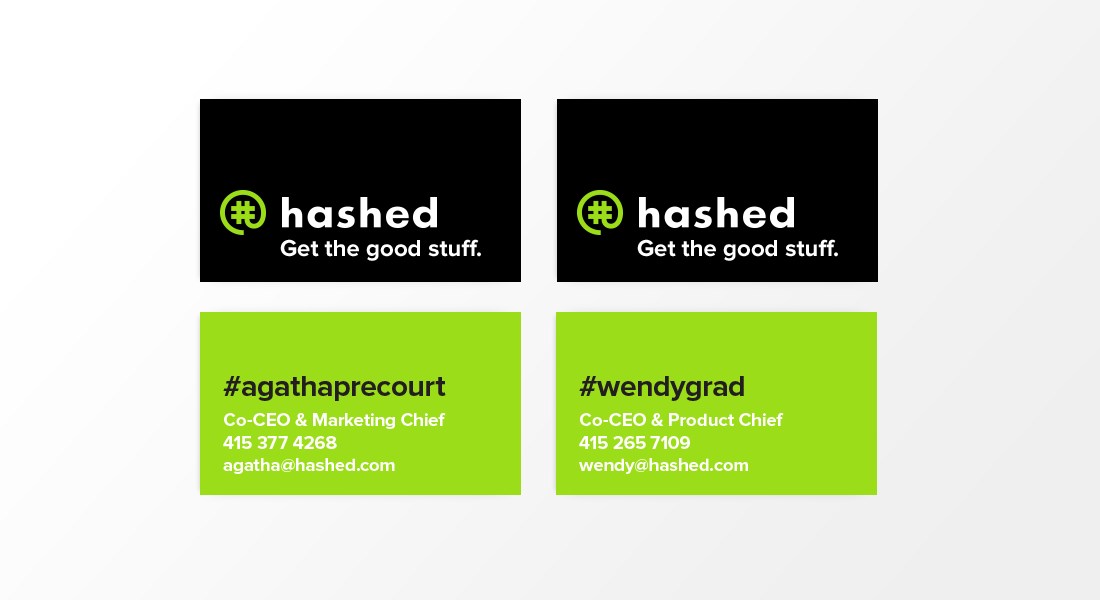 hashed
Get the good stuff.
hashed
Get the good stuff.
#agathaprecourt
Co-CEO & Marketing Chief
415 377 4268
agatha@hashed.com
#wendygrad
Co-CEO & Product Chief
415 265 7109
wendy@hashed.com